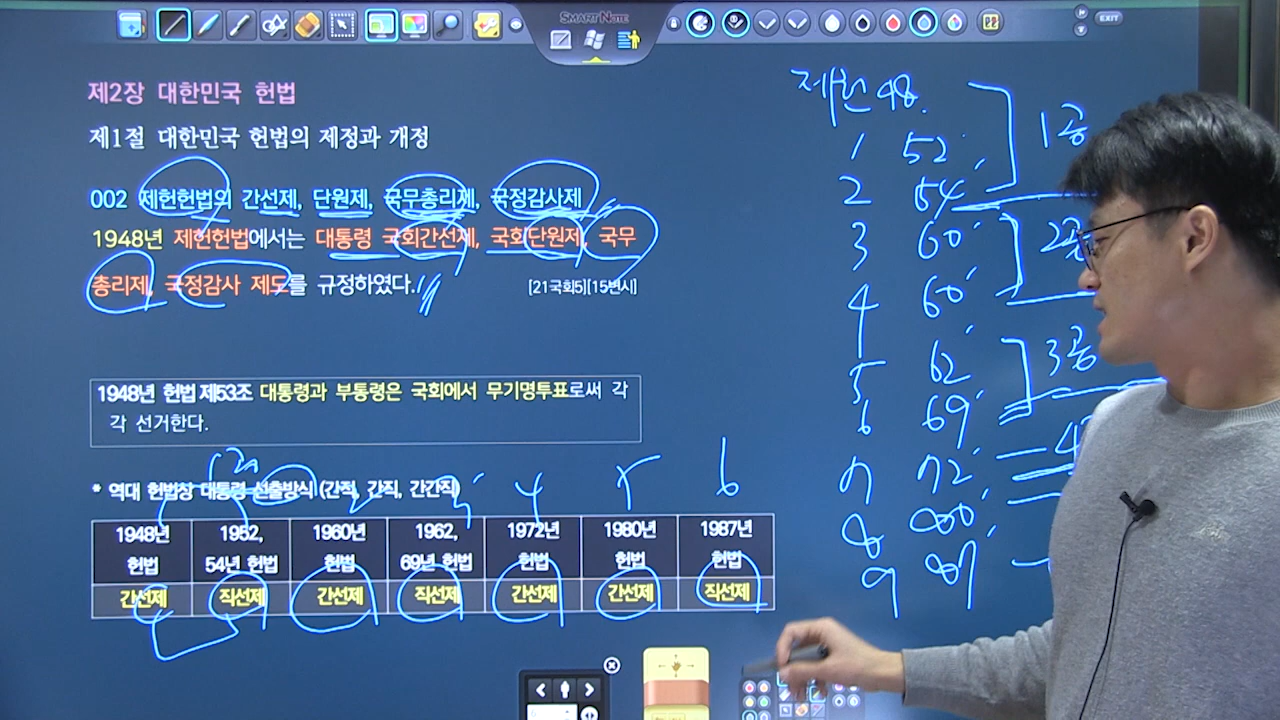 SMARTNOTE
EXIT
제2장 대한민국 헌법
제1절 대한민국 헌법의 제정과 개정
002 제헌헌법의 간선제, 단원제, 국무총리제, 국정감사제
1948년 제헌헌법에서는 대통령 국회간선제, 국회단원제, 국무
총리제, 국정감사 제도를 규정하였다.
[21국회5][15변시]
1948년 헌법 제53조 대통령과 부통령은 국회에서 무기명투표로써 각
각 선거한다.
* 역대 헌법상 대통령 선출방식 (간직, 간직, 간간직)
2 3 4 5 6
1948년 헌법 1952, 54년 헌법 1960년 헌법 1962, 69년 헌법 1972년 헌법 1980년 헌법 1987년 헌법
간선제 직선제 간선제 직선제 간선제 간선제 직선제
제헌 48.
1 52'
2 54'
1공
3 60'
4 60'
2공
5 62'
6 69'
3공
7 72'
8 80'
9 87'